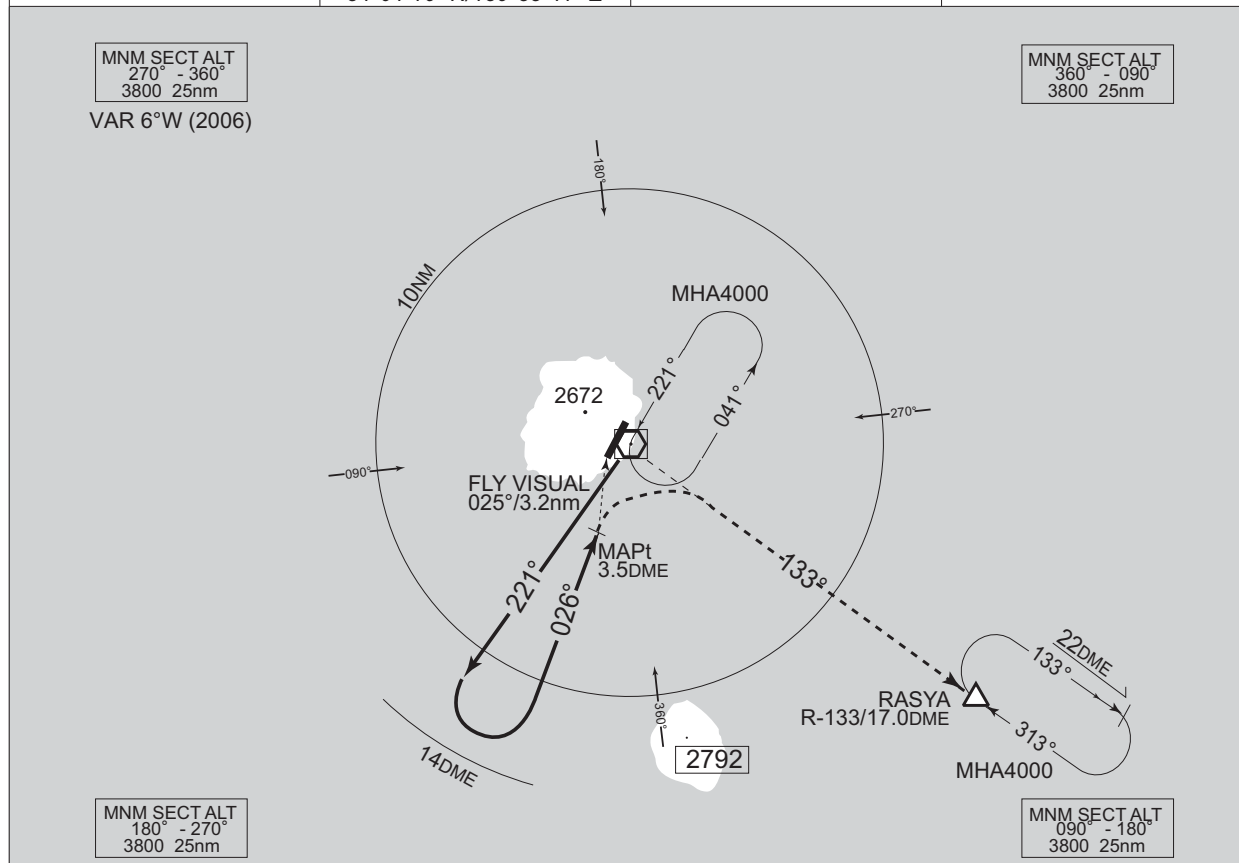 MNM SECT ALT
270° - 360°
3800 25nm
VAR 6°W (2006)
MNM SECT ALT
360° - 090°
3800 25nm
180°
10NM
MHA4000
2672
221°
041°
270°
090°
FLY VISUAL
025°/3.2nm
MAPt
3.5DME
221°
026°
133°
22DME
133°
RASYA
R-133/17.0DME
313°
MHA4000
360°
2792
14DME
MNM SECT ALT
180° - 270°
3800 25nm
MNM SECT ALT
090° - 180°
3800 25nm